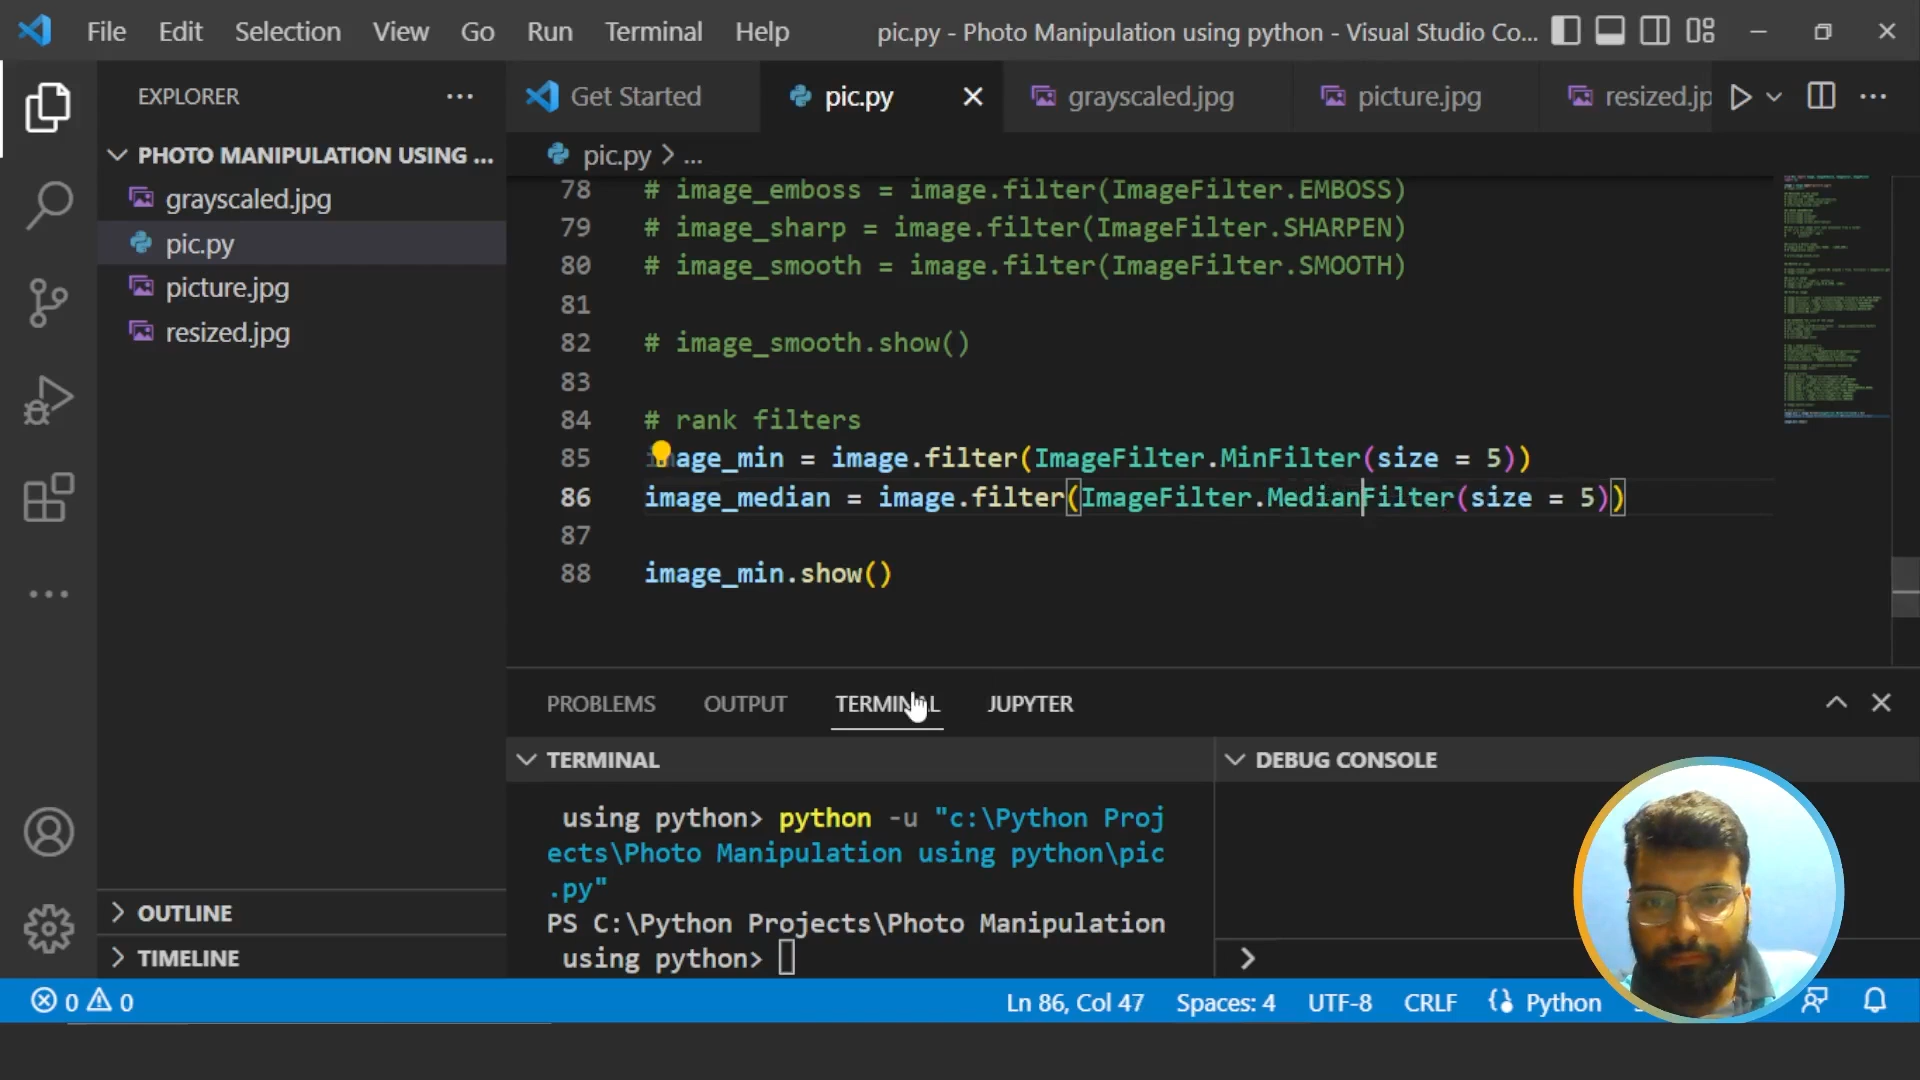 File Edit Selection View Go Run Terminal Help pic.py - Photo Manipulation using python - Visual Studio Co...
EXPLORER ...
PHOTO MANIPULATION USING ...
grayscaled.jpg
pic.py
picture.jpg
resized.jpg
OUTLINE
TIMELINE
Get Started pic.py grayscaled.jpg picture.jpg resized.jp
pic.py > ...
78 # image_emboss = image.filter(ImageFilter.EMBOSS)
79 # image_sharp = image.filter(ImageFilter.SHARPEN)
80 # image_smooth = image.filter(ImageFilter.SMOOTH)
81
82 # image_smooth.show()
83
84 # rank filters
85 image_min = image.filter(ImageFilter.MinFilter(size = 5))
86 image_median = image.filter(ImageFilter.MedianFilter(size = 5))
87
88 image_min.show()
PROBLEMS OUTPUT TERMINAL JUPYTER
TERMINAL
using python> python -u "c:\Python Proj
ects\Photo Manipulation using python\pic
.py"
PS C:\Python Projects\Photo Manipulation
using python>
DEBUG CONSOLE
>
0 0 Ln 86, Col 47 Spaces: 4 UTF-8 CRLF Python